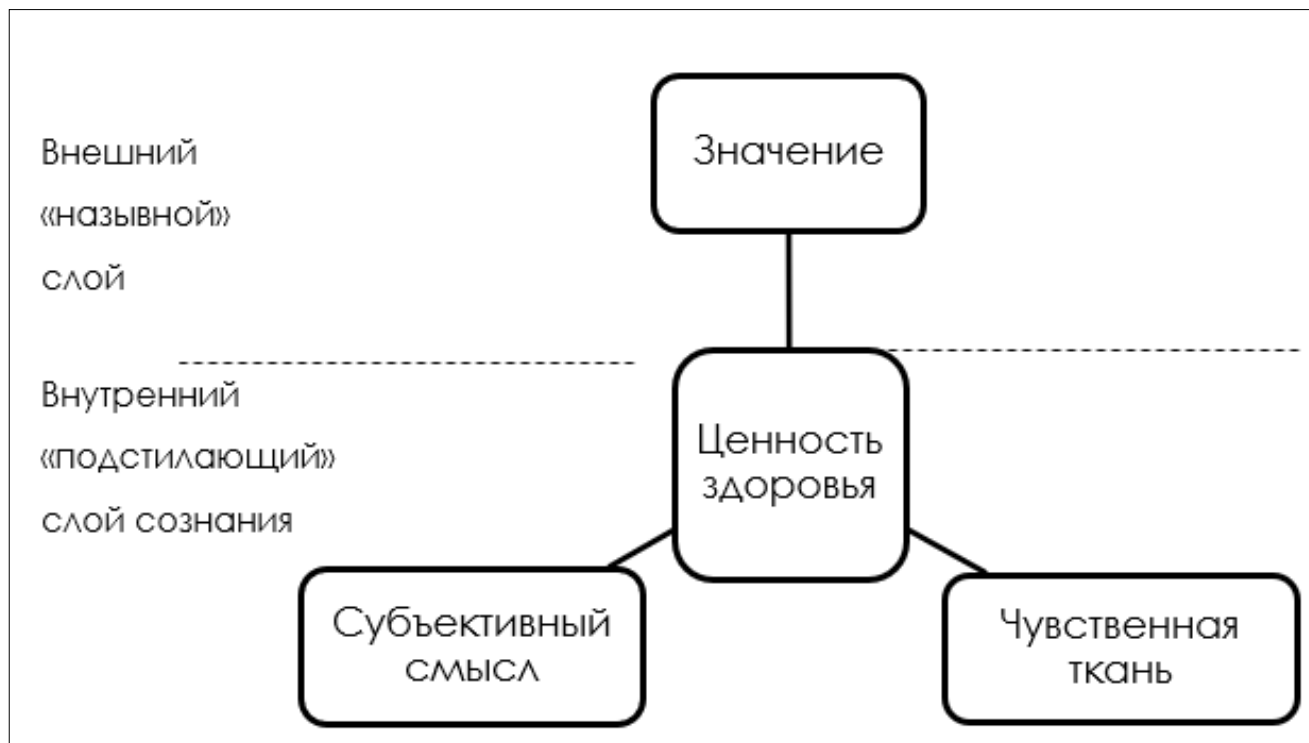 Значение
Внешний
«назывной»
слой
Внутренний
«подстилающий»
слой сознания
Ценность
здоровья
Субъективный
смысл
Чувственная
ткань